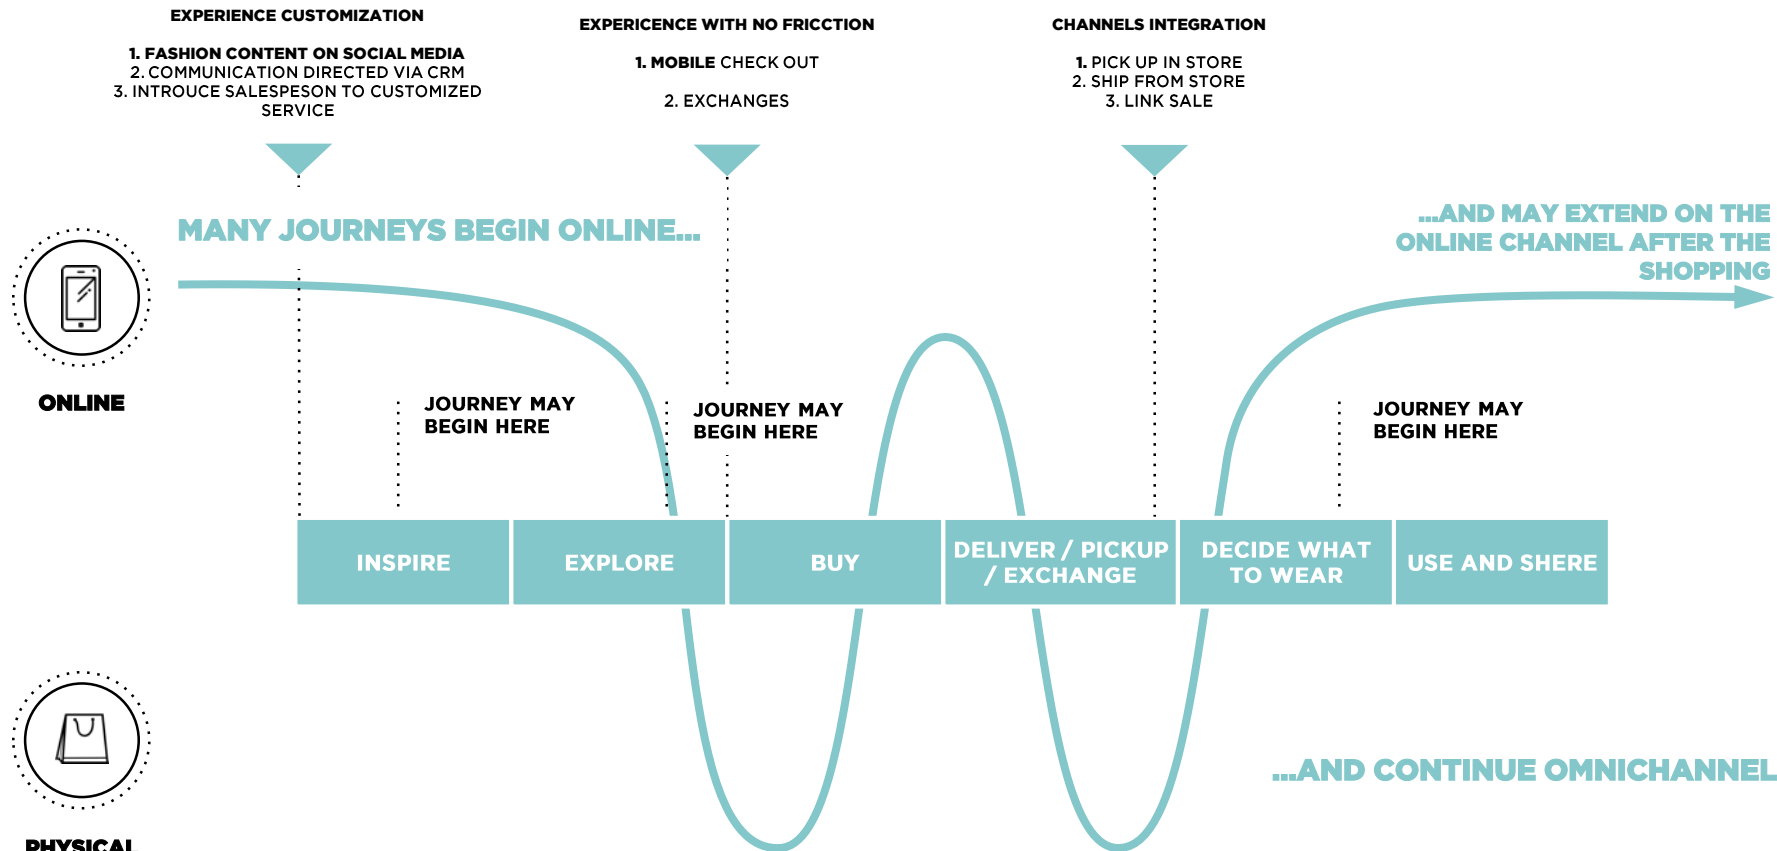 EXPERIENCE CUSTOMIZATION
1. FASHION CONTENT ON SOCIAL MEDIA
2. COMMUNICATION DIRECTED VIA CRM
3. INTROUCE SALESPESON TO CUSTOMIZED
SERVICE
EXPERICENCE WITH NO FRICCTION
1. MOBILE CHECK OUT
2. EXCHANGES
CHANNELS INTEGRATION
1. PICK UP IN STORE
2. SHIP FROM STORE
3. LINK SALE
MANY JOURNEYS BEGIN ONLINE...
...AND MAY EXTEND ON THE
ONLINE CHANNEL AFTER THE
SHOPPING
ONLINE
JOURNEY MAY
BEGIN HERE
JOURNEY MAY
BEGIN HERE
JOURNEY MAY
BEGIN HERE
INSPIRE
EXPLORE
BUY
DELIVER / PICKUP
/ EXCHANGE
DECIDE WHAT
TO WEAR
USE AND SHERE
...AND CONTINUE OMNICHANNEL
PHYSICAL